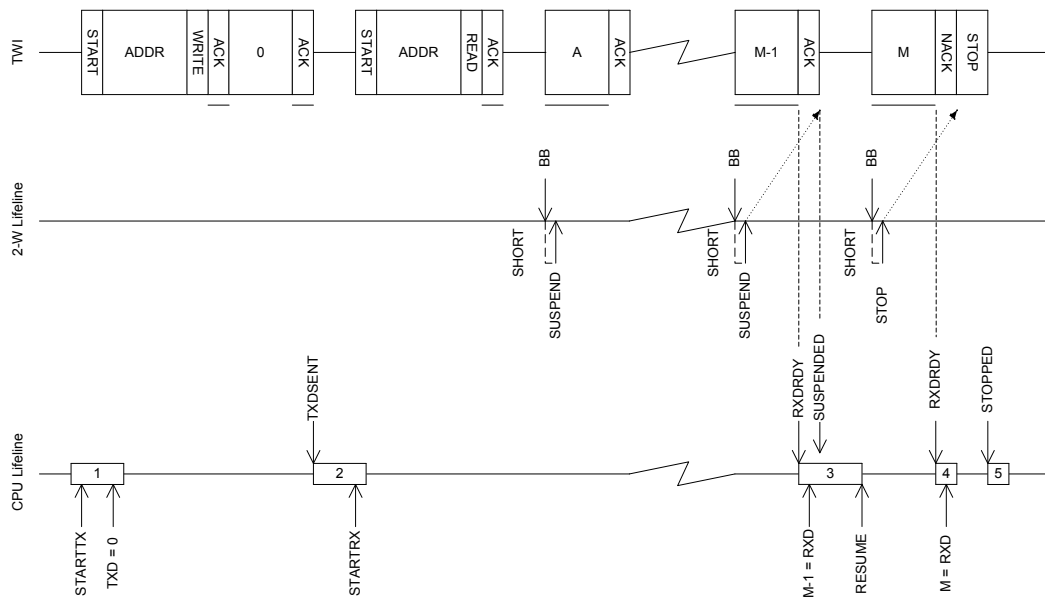 TWI
START
ADDR
WRITE
ACK
0
ACK
START
ADDR
READ
ACK
A
ACK
M-1
ACK
M
NACK
STOP
2-W Lifeline
BB
SHORT
SUSPEND
BB
SHORT
SUSPEND
BB
SHORT
STOP
CPU Lifeline
TXDSENT
RXDRDY
SUSPENDED
RXDRDY
STOPPED
1
2
3
4
5
STARTTX
TXD = 0
STARTRX
M-1 = RXD
RESUME
M = RXD